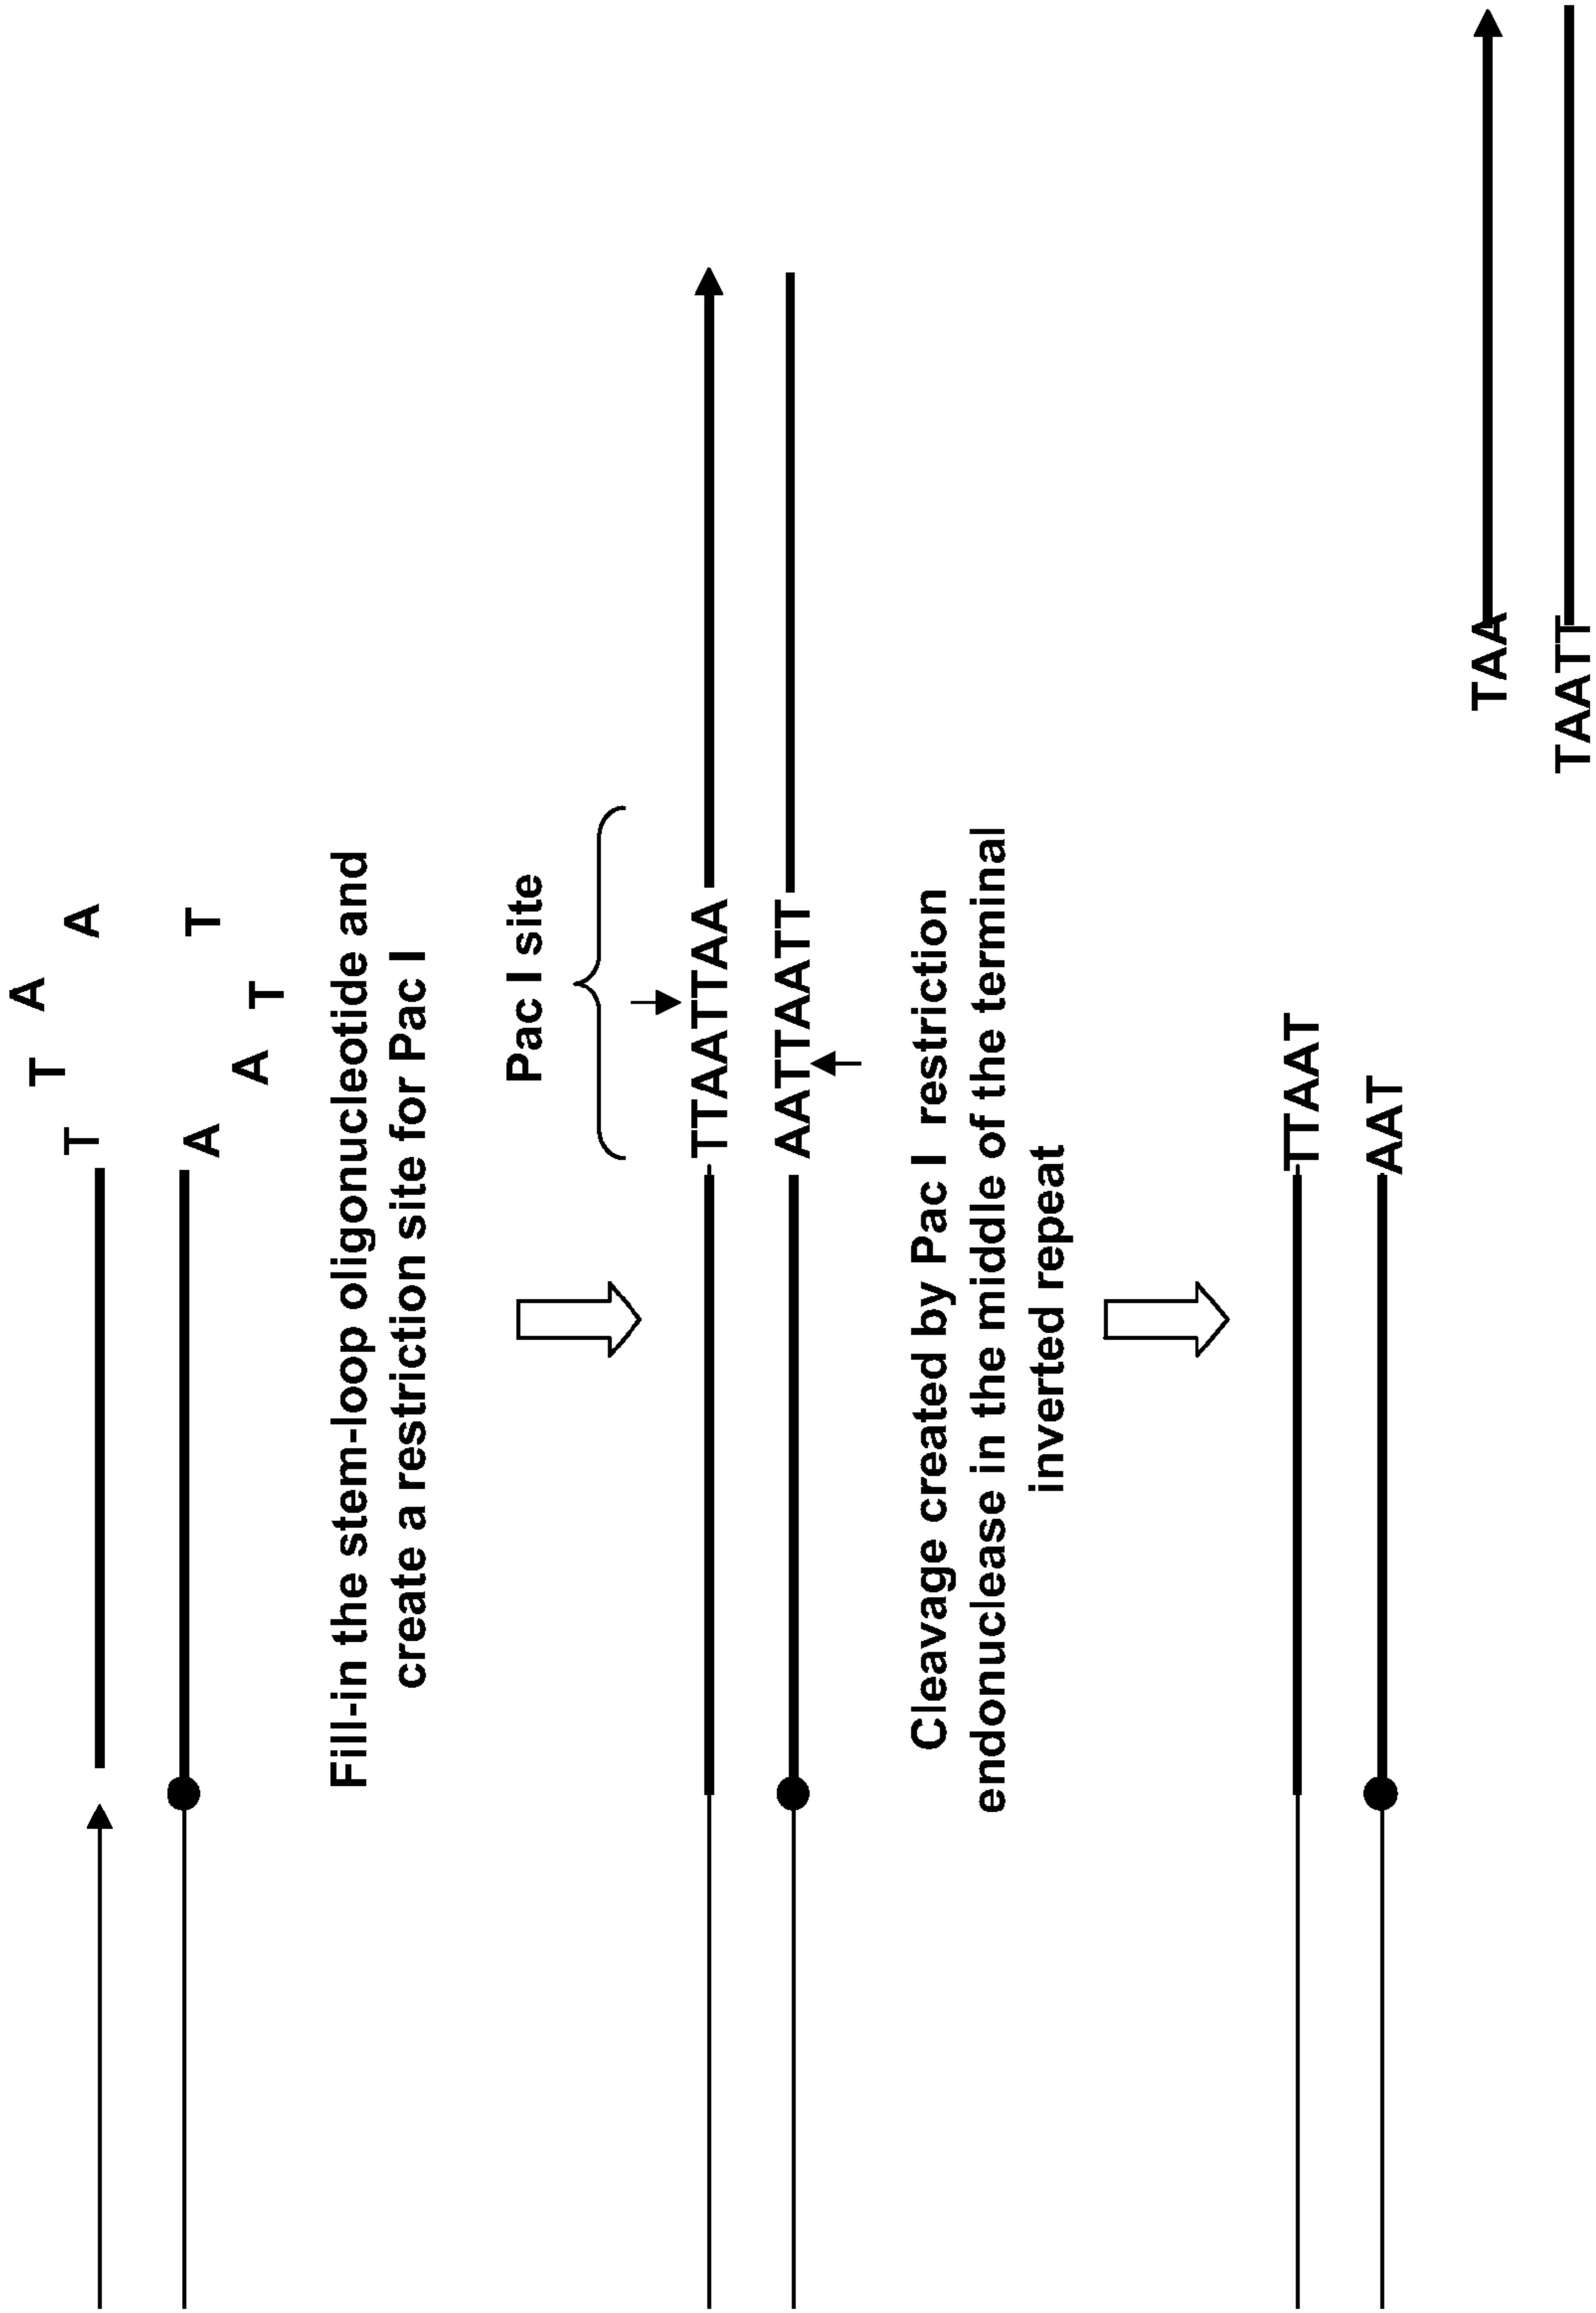 T T A A
A A T T
Fill-in the stem-loop oligonucleotide and
create a restriction site for Pac I
Pac I site
TTAATTAA
AATTAATT
Cleavage created by Pac I restriction
endonuclease in the middle of the terminal
inverted repeat
TTAAT
AAT
TAA
TAATT